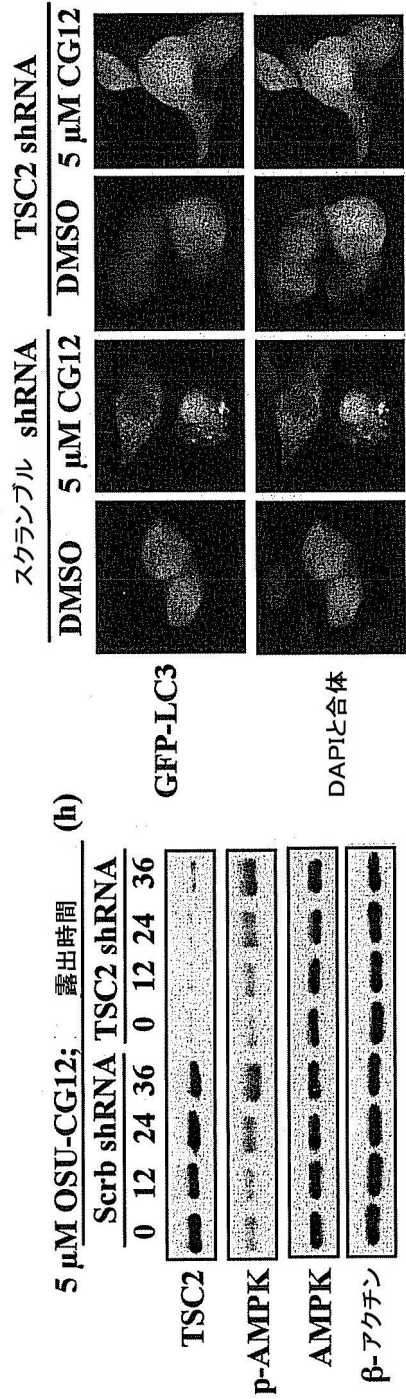 5 µM OSU-CG12; 露出時間 (h)
Scrb shRNA TSC2 shRNA
0 12 24 36 0 12 24 36
TSC2
p-AMPK
AMPK
β-アクチン
スクランブル shRNA TSC2 shRNA
DMSO 5 µM CG12 DMSO 5 µM CG12
GFP-LC3
DAPIと合体